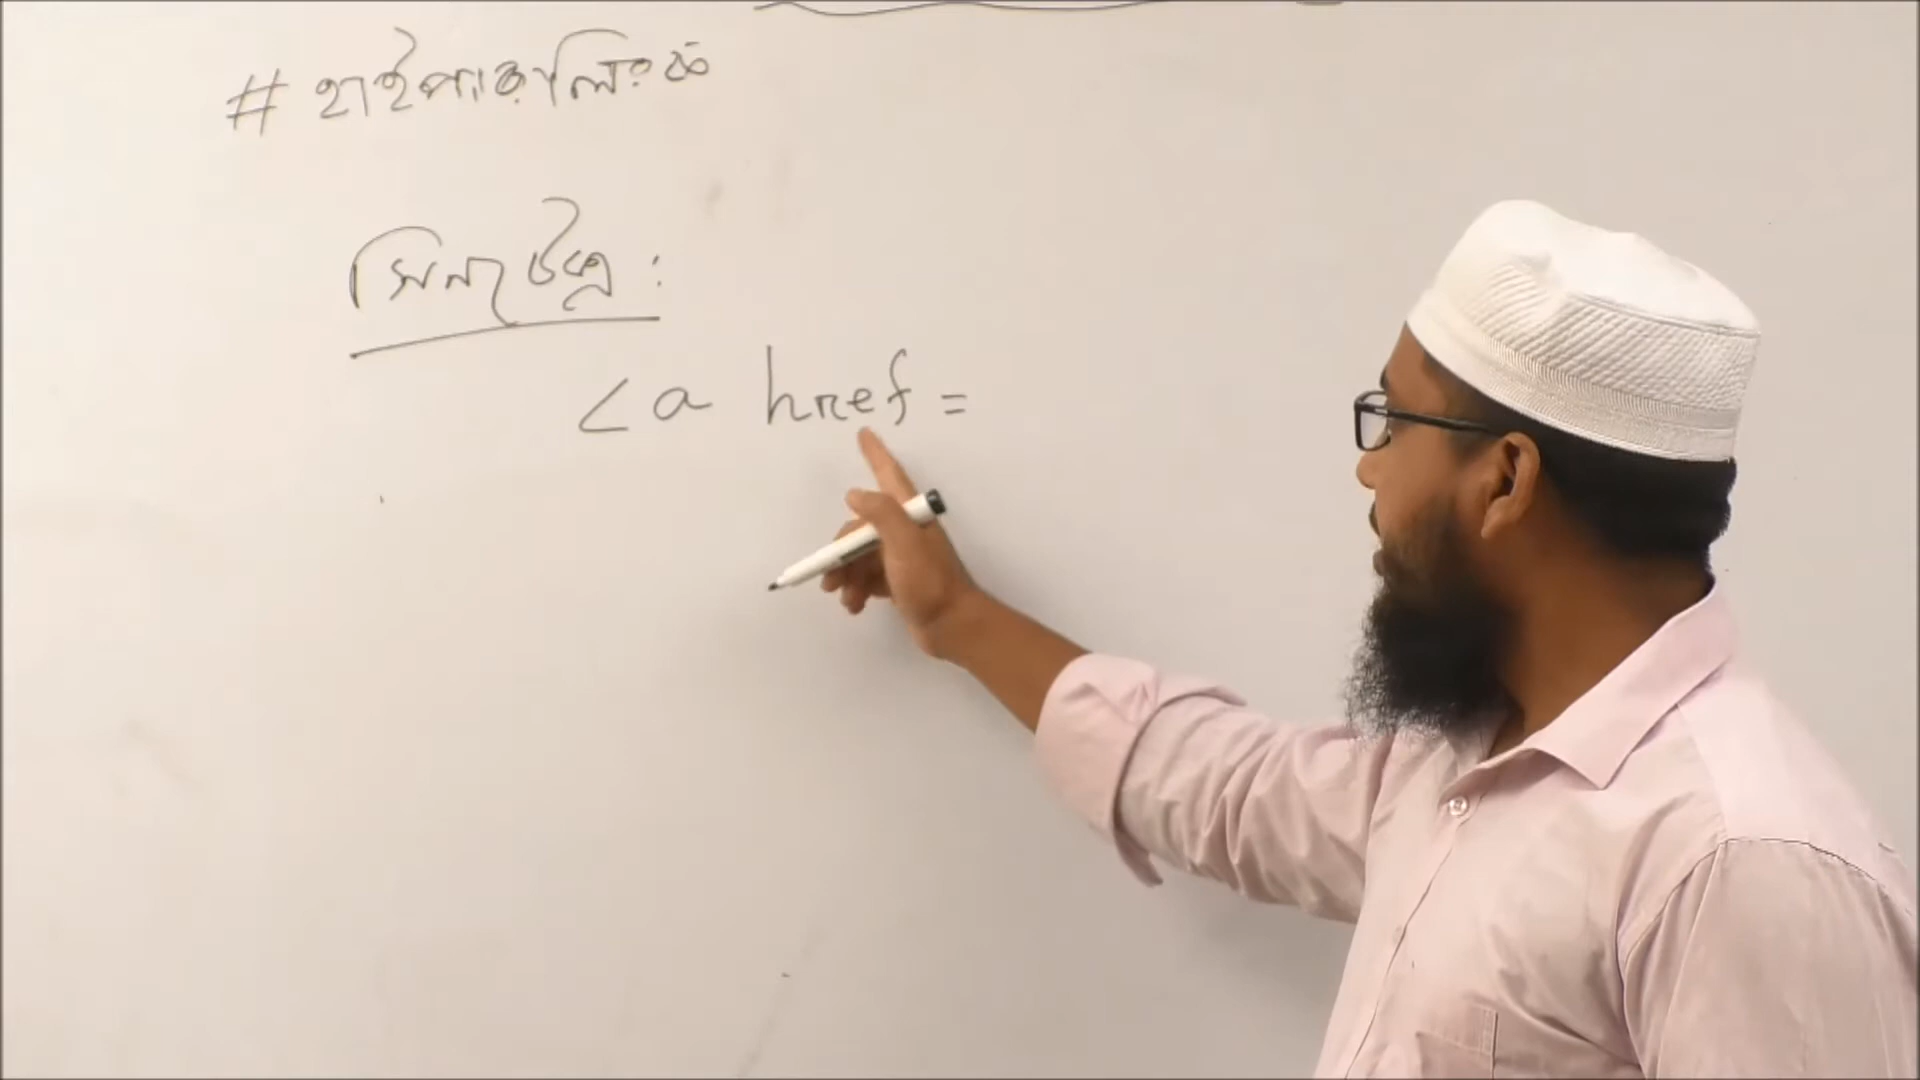 # হাইপারলিংক
সিনটেক্স :
<a href =